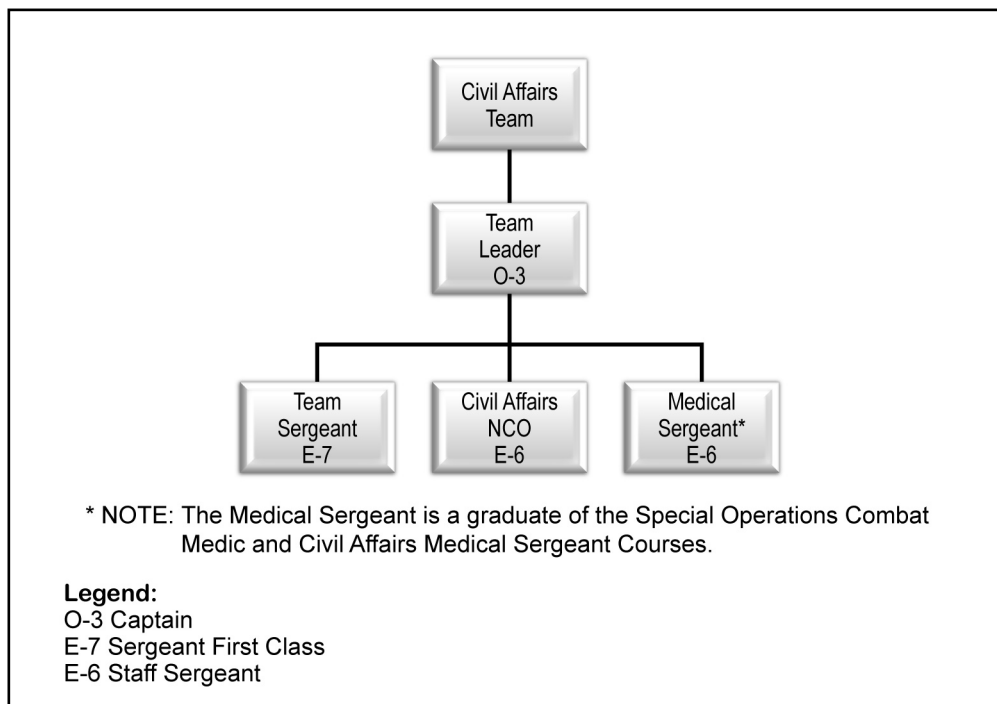 Civil Affairs
Team
Team
Leader
O-3
Team
Sergeant
E-7
Civil Affairs
NCO
E-6
Medical
Sergeant*
E-6
* NOTE: The Medical Sergeant is a graduate of the Special Operations Combat
Medic and Civil Affairs Medical Sergeant Courses.
Legend:
O-3 Captain
E-7 Sergeant First Class
E-6 Staff Sergeant